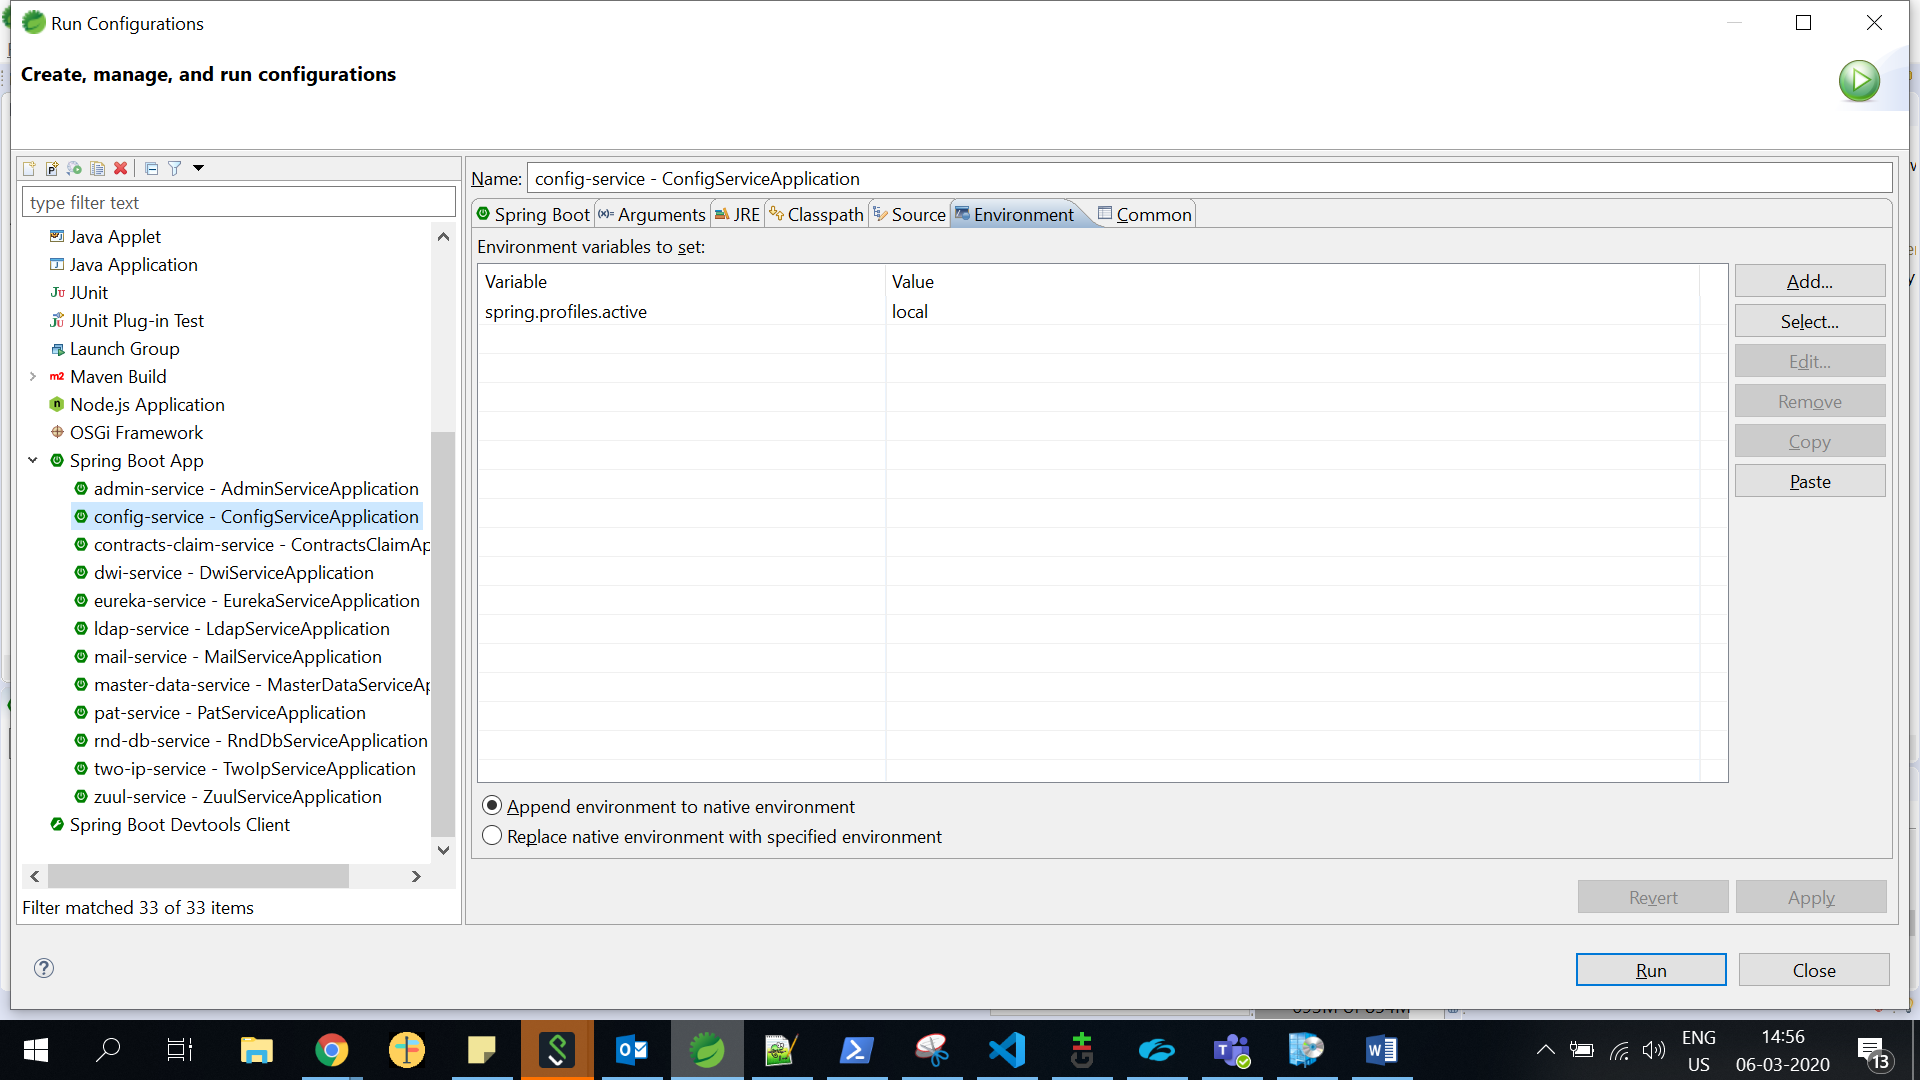 Run Configurations
Create, manage, and run configurations
type filter text
Java Applet
Java Application
JUnit
JUnit Plug-in Test
Launch Group
Maven Build
Node.js Application
OSGi Framework
Spring Boot App
admin-service - AdminServiceApplication
config-service - ConfigServiceApplication
contracts-claim-service - ContractsClaimAp
dwi-service - DwiServiceApplication
eureka-service - EurekaServiceApplication
ldap-service - LdapServiceApplication
mail-service - MailServiceApplication
master-data-service - MasterDataServiceAp
pat-service - PatServiceApplication
rnd-db-service - RndDbServiceApplication
two-ip-service - TwoIpServiceApplication
zuul-service - ZuulServiceApplication
Spring Boot Devtools Client
Filter matched 33 of 33 items
Name: config-service - ConfigServiceApplication
Spring Boot Arguments JRE Classpath Source Environment Common
Environment variables to set:
Variable Value
spring.profiles.active local
Add...
Select...
Edit...
Remove
Copy
Paste
Append environment to native environment
Replace native environment with specified environment
Revert Apply
Run Close
ENG
US
14:56
06-03-2020
13